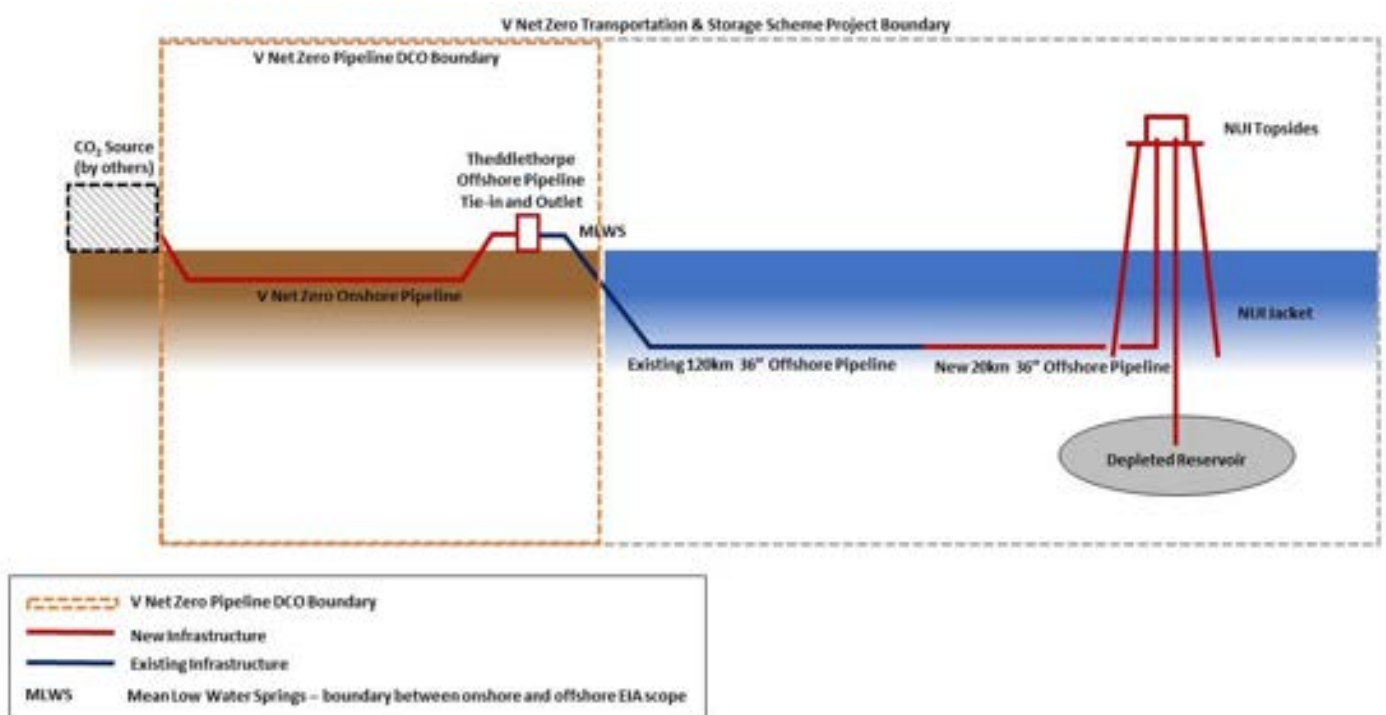 V Net Zero Transportation & Storage Scheme Project Boundary
V Net Zero Pipeline DCO Boundary
CO₂ Source
(by others)
Theddlethorpe
Offshore Pipeline
Tie-in and Outlet
NUI Topsides
MLWS
V Net Zero Onshore Pipeline
NUI Jacket
Existing 120km 36" Offshore Pipeline
New 20km 36" Offshore Pipeline
Depleted Reservoir
V Net Zero Pipeline DCO Boundary
New Infrastructure
Existing Infrastructure
MLWS Mean Low Water Springs – boundary between onshore and offshore EIA scope